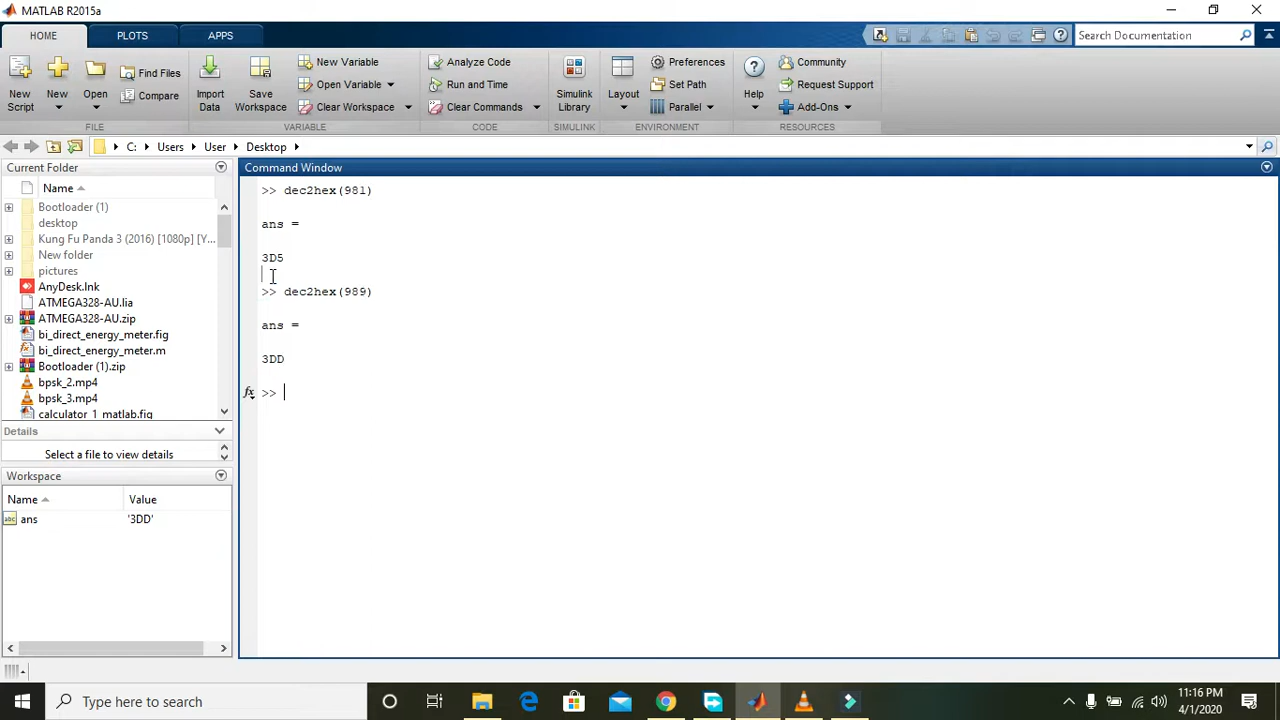 MATLAB R2015a
HOME PLOTS APPS
Search Documentation
New Script
New
Open
Find Files
Compare
FILE
Import Data
Save Workspace
New Variable
Open Variable
Clear Workspace
VARIABLE
Analyze Code
Run and Time
Clear Commands
CODE
Simulink Library
SIMULINK
Layout
Preferences
Set Path
Parallel
ENVIRONMENT
Help
Community
Request Support
Add-Ons
RESOURCES
C: Users User Desktop
Current Folder
Name
Bootloader (1)
desktop
Kung Fu Panda 3 (2016) [1080p] [Y...
New folder
pictures
AnyDesk.lnk
ATMEGA328-AU.lia
ATMEGA328-AU.zip
bi_direct_energy_meter.fig
bi_direct_energy_meter.m
Bootloader (1).zip
bpsk_2.mp4
bpsk_3.mp4
calculator_1_matlab.fig
Details
Select a file to view details
Workspace
Name Value
ans '3DD'
Command Window
>> dec2hex(981)
ans =
3D5
>> dec2hex(989)
ans =
3DD
fx >>
Type here to search
11:16 PM
4/1/2020